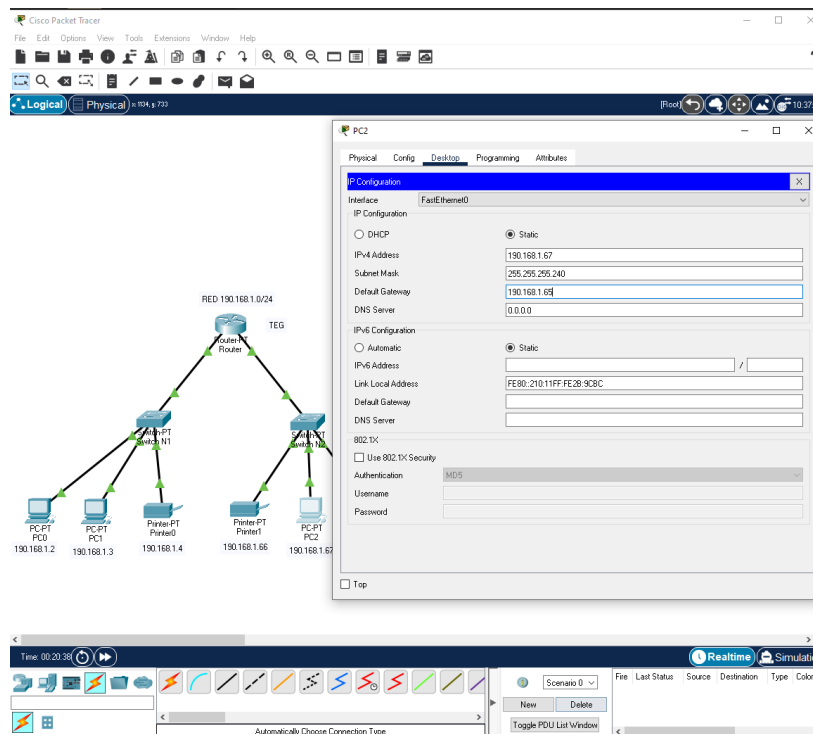 Cisco Packet Tracer
File Edit Options View Tools Extensions Window Help
Logical Physical x: 1134, y: 733 [Root] 10:37:
PC2
Physical Config Desktop Programming Attributes
IP Configuration X
Interface FastEthernet0
IP Configuration
DHCP Static
IPv4 Address 190.168.1.67
Subnet Mask 255.255.255.240
Default Gateway 190.168.1.65
DNS Server 0.0.0.0
IPv6 Configuration
Automatic Static
IPv6 Address /
Link Local Address FE80::210:11FF:FE2B:9CBC
Default Gateway
DNS Server
802.1X
Use 802.1X Security
Authentication MD5
Username
Password
Top
RED 190.168.1.0/24
TEG
Router-PT
Router
Switch-PT
Switch N1
Switch-PT
Switch N2
PC-PT
PC0
190.168.1.2
PC-PT
PC1
190.168.1.3
Printer-PT
Printer0
190.168.1.4
Printer-PT
Printer1
190.168.1.66
PC-PT
PC2
190.168.1.67
Time: 00:20:38 Realtime Simulati
Scenario 0
New Delete
Toggle PDU List Window
Fire Last Status Source Destination Type Color
Automatically Choose Connection Type